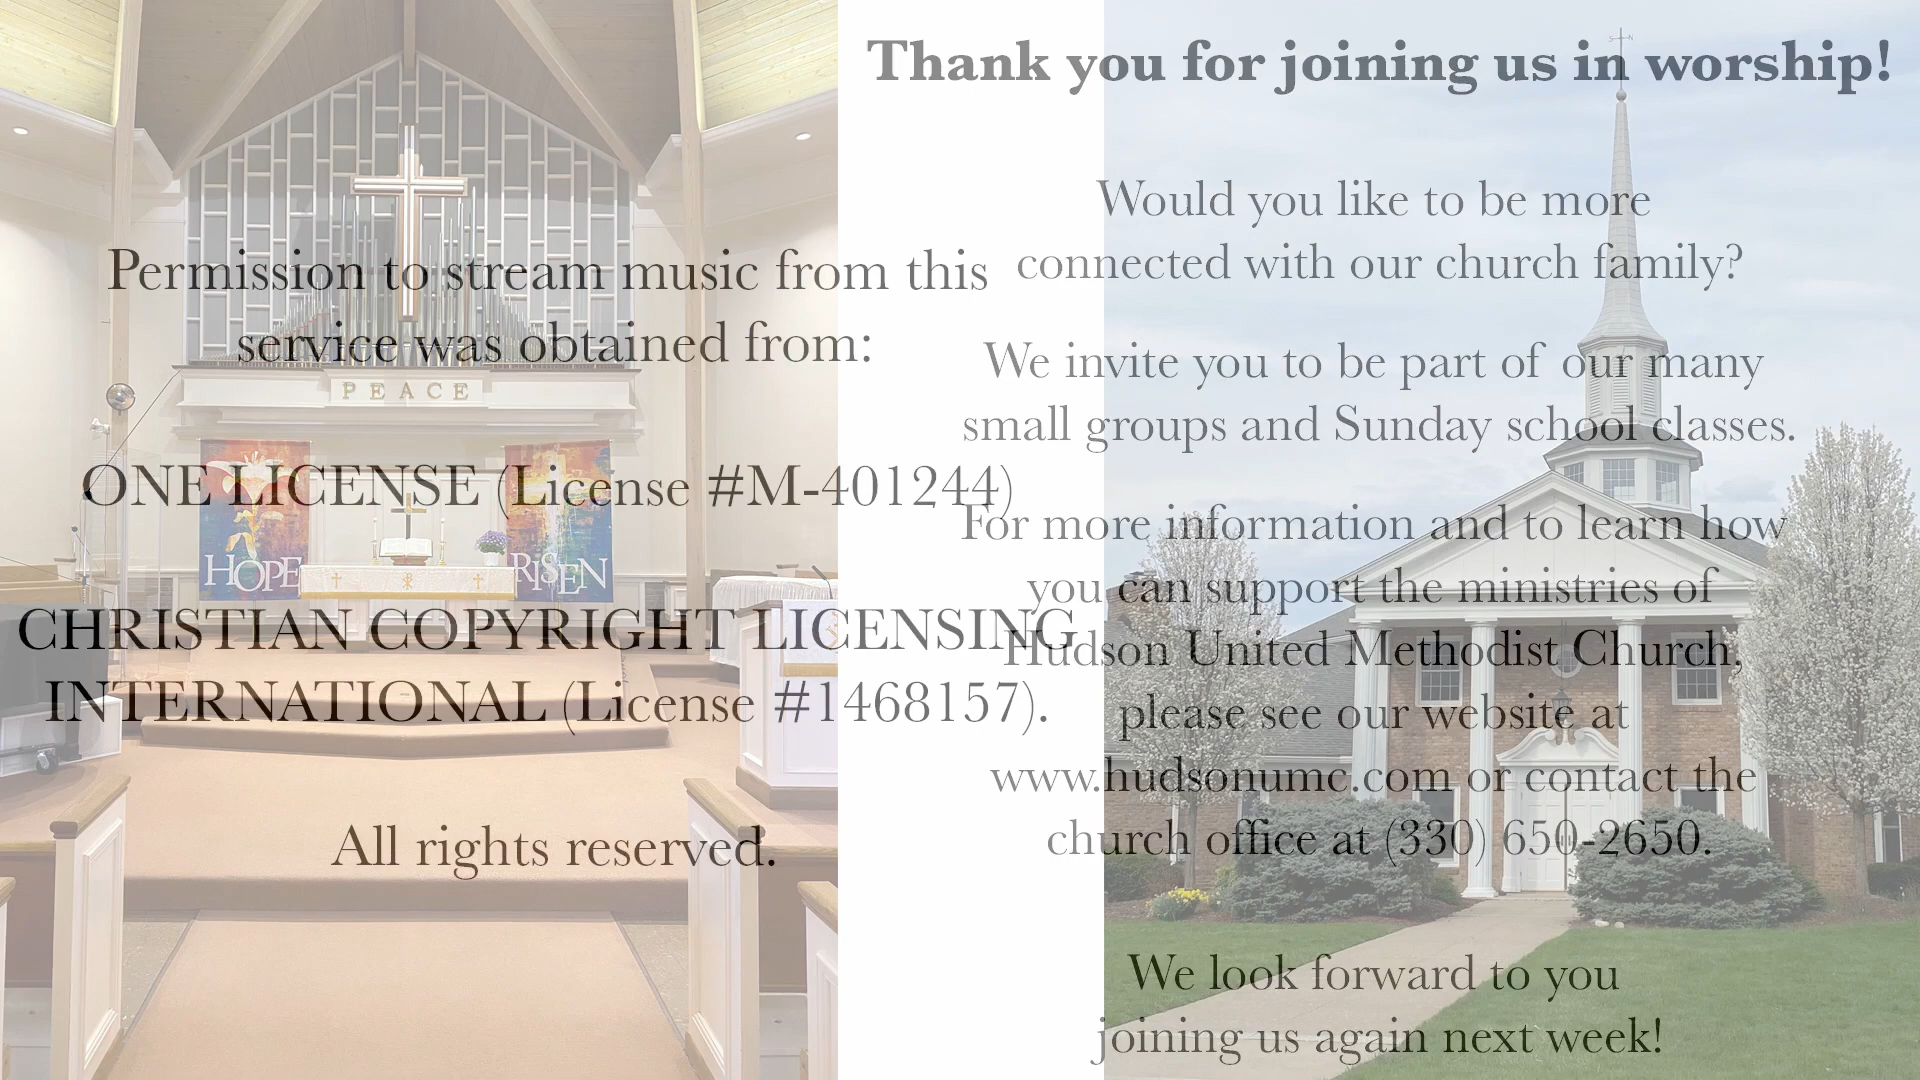 Thank you for joining us in worship!
Would you like to be more
connected with our church family?
We invite you to be part of our many
small groups and Sunday school classes.
For more information and to learn how
you can support the ministries of
Hudson United Methodist Church,
please see our website at
www.hudsonumc.com or contact the
church office at (330) 650-2650.
We look forward to you
joining us again next week!
Permission to stream music from this
service was obtained from:
ONE LICENSE (License #M-401244)
CHRISTIAN COPYRIGHT LICENSING
INTERNATIONAL (License #1468157).
All rights reserved.
PEACE
HOPE
RISEN